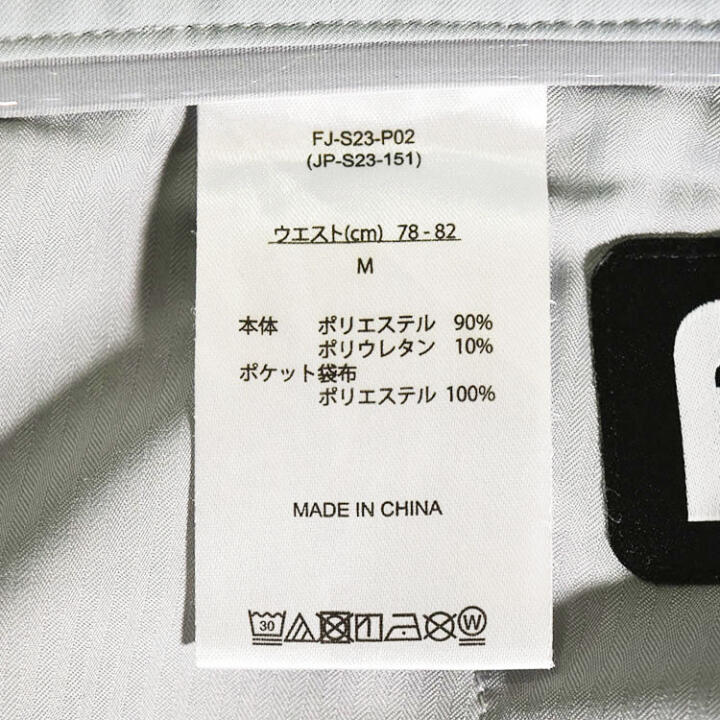 FJ-S23-P02
(JP-S23-151)
ウエスト(cm) 78 - 82
M
本体 ポリエステル 90%
ポリウレタン 10%
ポケット袋布
ポリエステル 100%
MADE IN CHINA
30
W